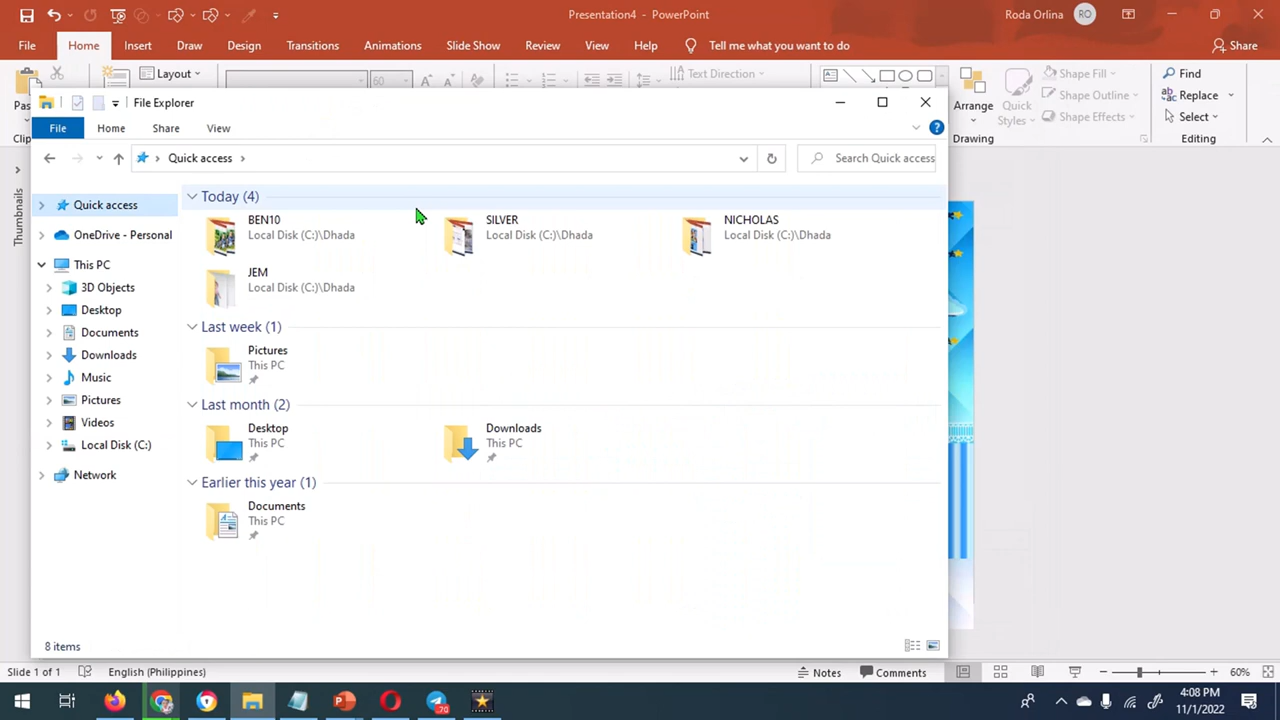 Presentation4 - PowerPoint
Roda Orlina
RO
File
Home
Insert
Draw
Design
Transitions
Animations
Slide Show
Review
View
Help
Tell me what you want to do
Share
Layout
60
Text Direction
Arrange
Quick
Styles
Shape Fill
Shape Outline
Shape Effects
Find
Replace
Select
Drawing
Editing
File Explorer
File
Home
Share
View
Quick access
Search Quick access
Thumbnails
Quick access
OneDrive - Personal
This PC
3D Objects
Desktop
Documents
Downloads
Music
Pictures
Videos
Local Disk (C:)
Network
Today (4)
BEN10
Local Disk (C:)\Dhada
SILVER
Local Disk (C:)\Dhada
NICHOLAS
Local Disk (C:)\Dhada
JEM
Local Disk (C:)\Dhada
Last week (1)
Pictures
This PC
Last month (2)
Desktop
This PC
Downloads
This PC
Earlier this year (1)
Documents
This PC
8 items
Slide 1 of 1
English (Philippines)
Notes
Comments
60%
70
4:08 PM
11/1/2022